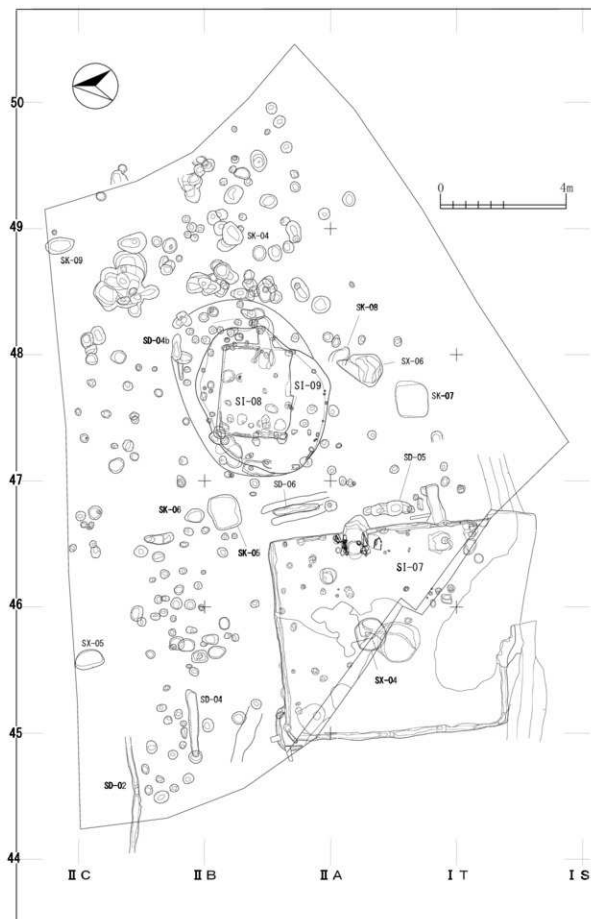 50
0 4m
49
SK-04
SK-09
SK-08
48
SD-04b
SX-06
SI-09
SI-08
SK-07
SD-05
47
SD-06
SK-06
SK-05
SI-07
46
SX-05
SX-04
SD-04
45
SD-02
44
ⅡC ⅡB ⅡA ⅠT ⅠS